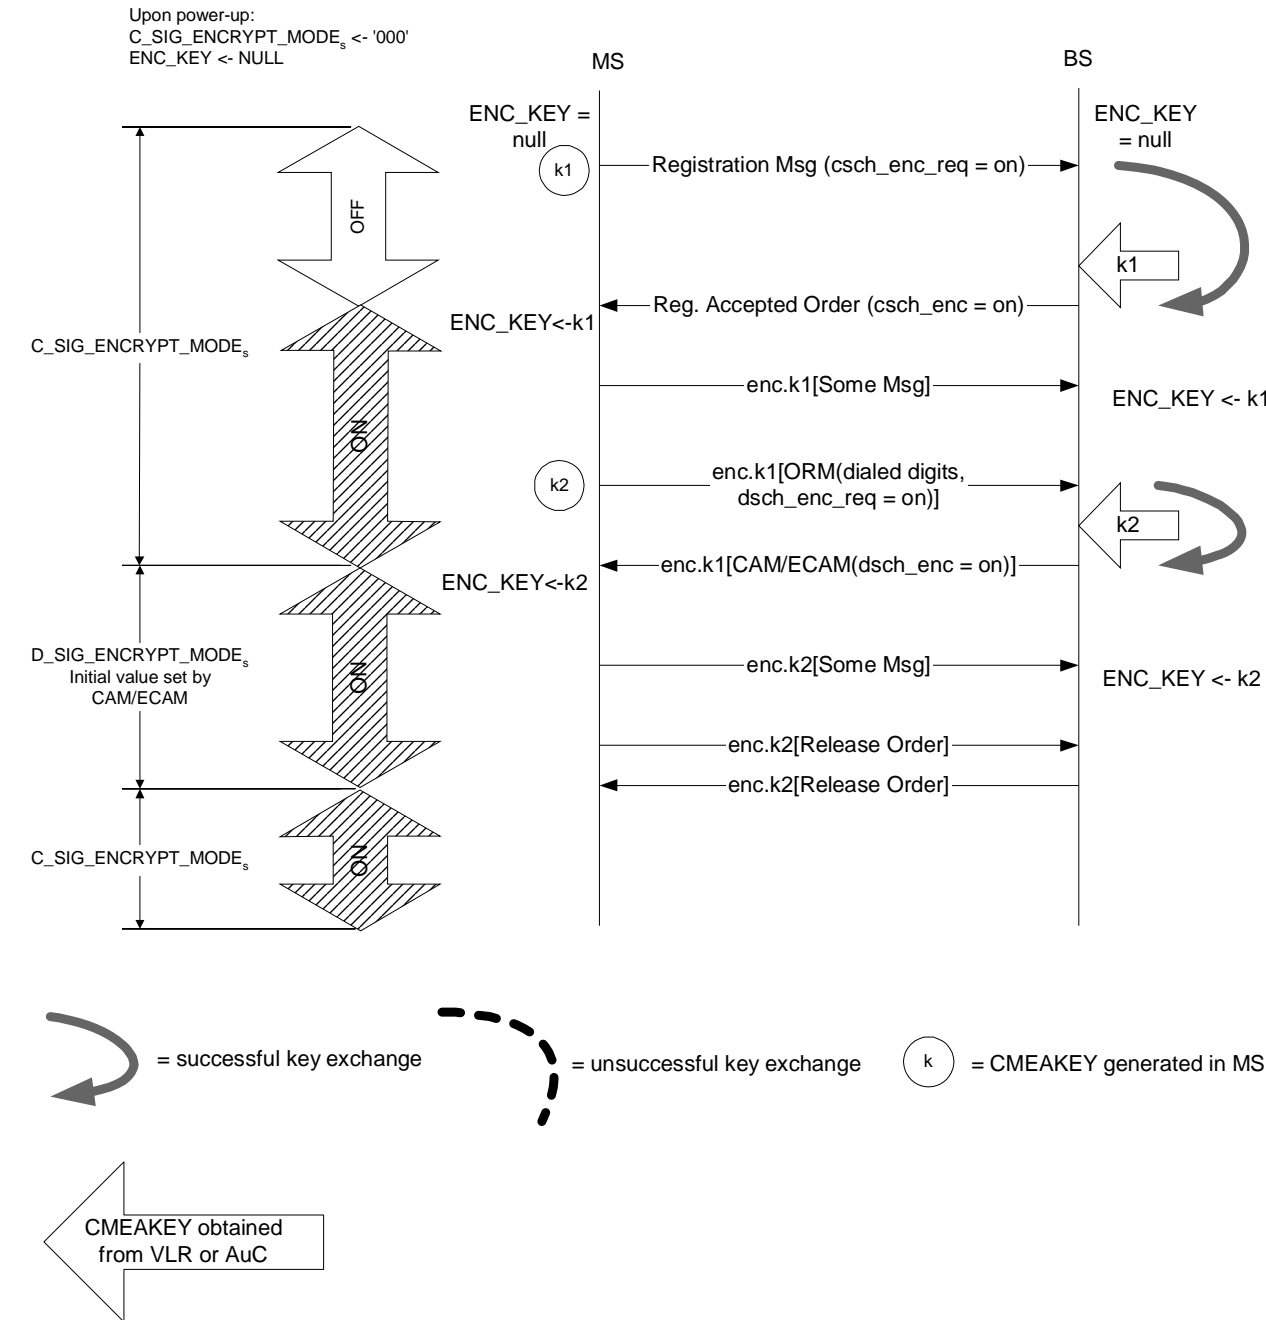 Upon power-up:
C_SIG_ENCRYPT_MODEs <- '000'
ENC_KEY <- NULL
MS
BS
ENC_KEY =
null
ENC_KEY
= null
k1
Registration Msg (csch_enc_req = on)
OFF
k1
Reg. Accepted Order (csch_enc = on)
ENC_KEY<-k1
C_SIG_ENCRYPT_MODEs
enc.k1[Some Msg]
ENC_KEY <- k1
ON
k2
enc.k1[ORM(dialed digits,
dsch_enc_req = on)]
k2
enc.k1[CAM/ECAM(dsch_enc = on)]
ENC_KEY<-k2
D_SIG_ENCRYPT_MODEs
Initial value set by
CAM/ECAM
ON
enc.k2[Some Msg]
ENC_KEY <- k2
enc.k2[Release Order]
enc.k2[Release Order]
C_SIG_ENCRYPT_MODEs
ON
= successful key exchange
= unsuccessful key exchange
k
= CMEAKEY generated in MS
CMEAKEY obtained
from VLR or AuC